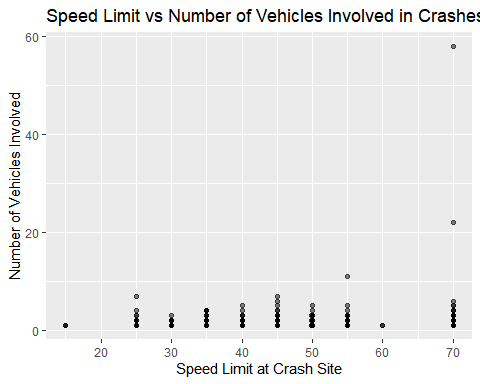 Speed Limit vs Number of Vehicles Involved in Crashes
60
40
20
0
Number of Vehicles Involved
20 30 40 50 60 70
Speed Limit at Crash Site